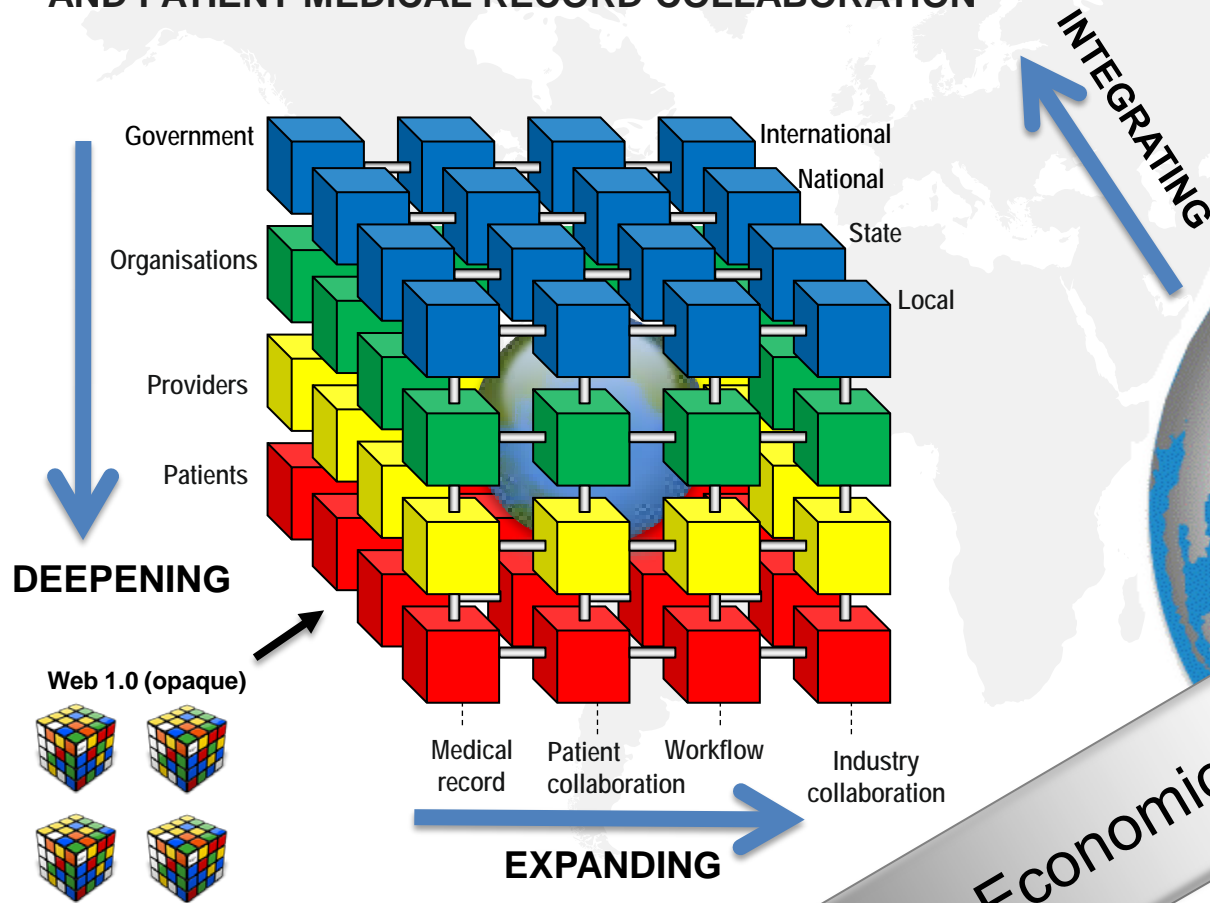 AND PATIENT MEDICAL RECORD COLLABORATION
INTEGRATING
Government
International
National
State
Organisations
Local
Providers
Patients
DEEPENING
Web 1.0 (opaque)
Medical
record
Patient
collaboration
Workflow
Industry
collaboration
EXPANDING
Economic